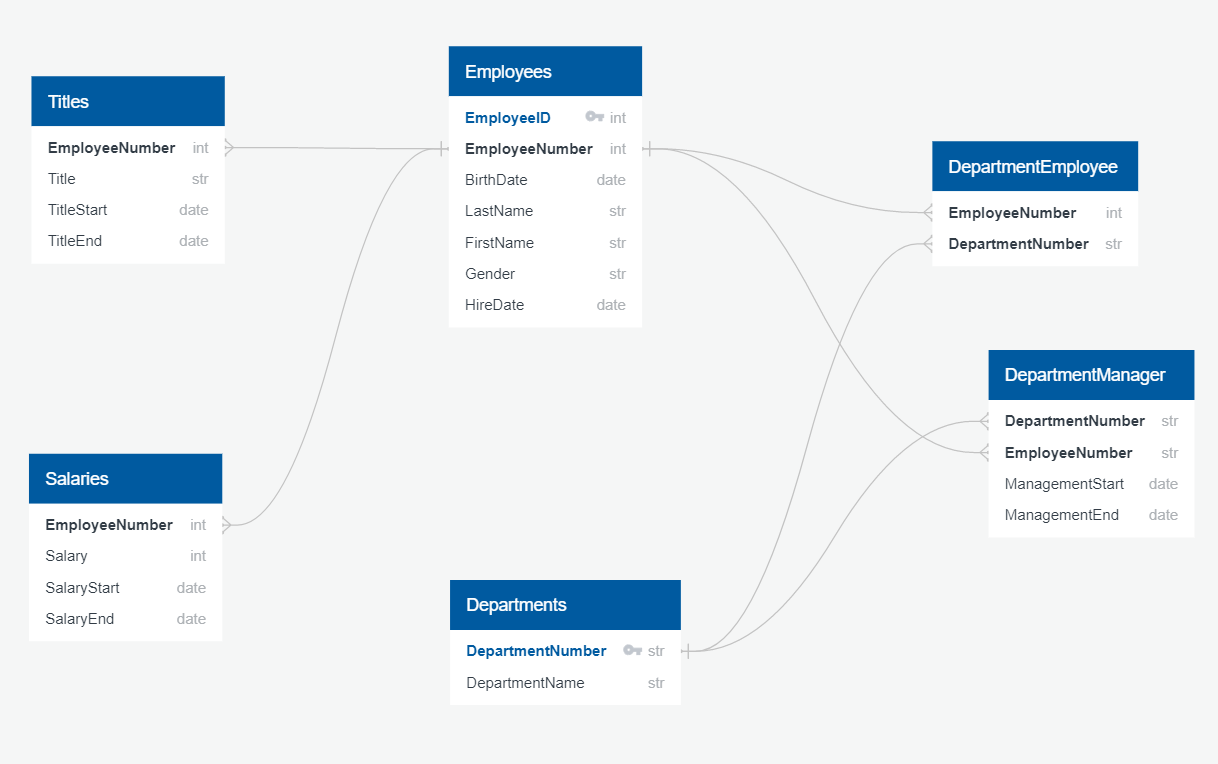 Titles
EmployeeNumber int
Title str
TitleStart date
TitleEnd date
Employees
EmployeeID int
EmployeeNumber int
BirthDate date
LastName str
FirstName str
Gender str
HireDate date
DepartmentEmployee
EmployeeNumber int
DepartmentNumber str
DepartmentManager
DepartmentNumber str
EmployeeNumber str
ManagementStart date
ManagementEnd date
Salaries
EmployeeNumber int
Salary int
SalaryStart date
SalaryEnd date
Departments
DepartmentNumber str
DepartmentName str